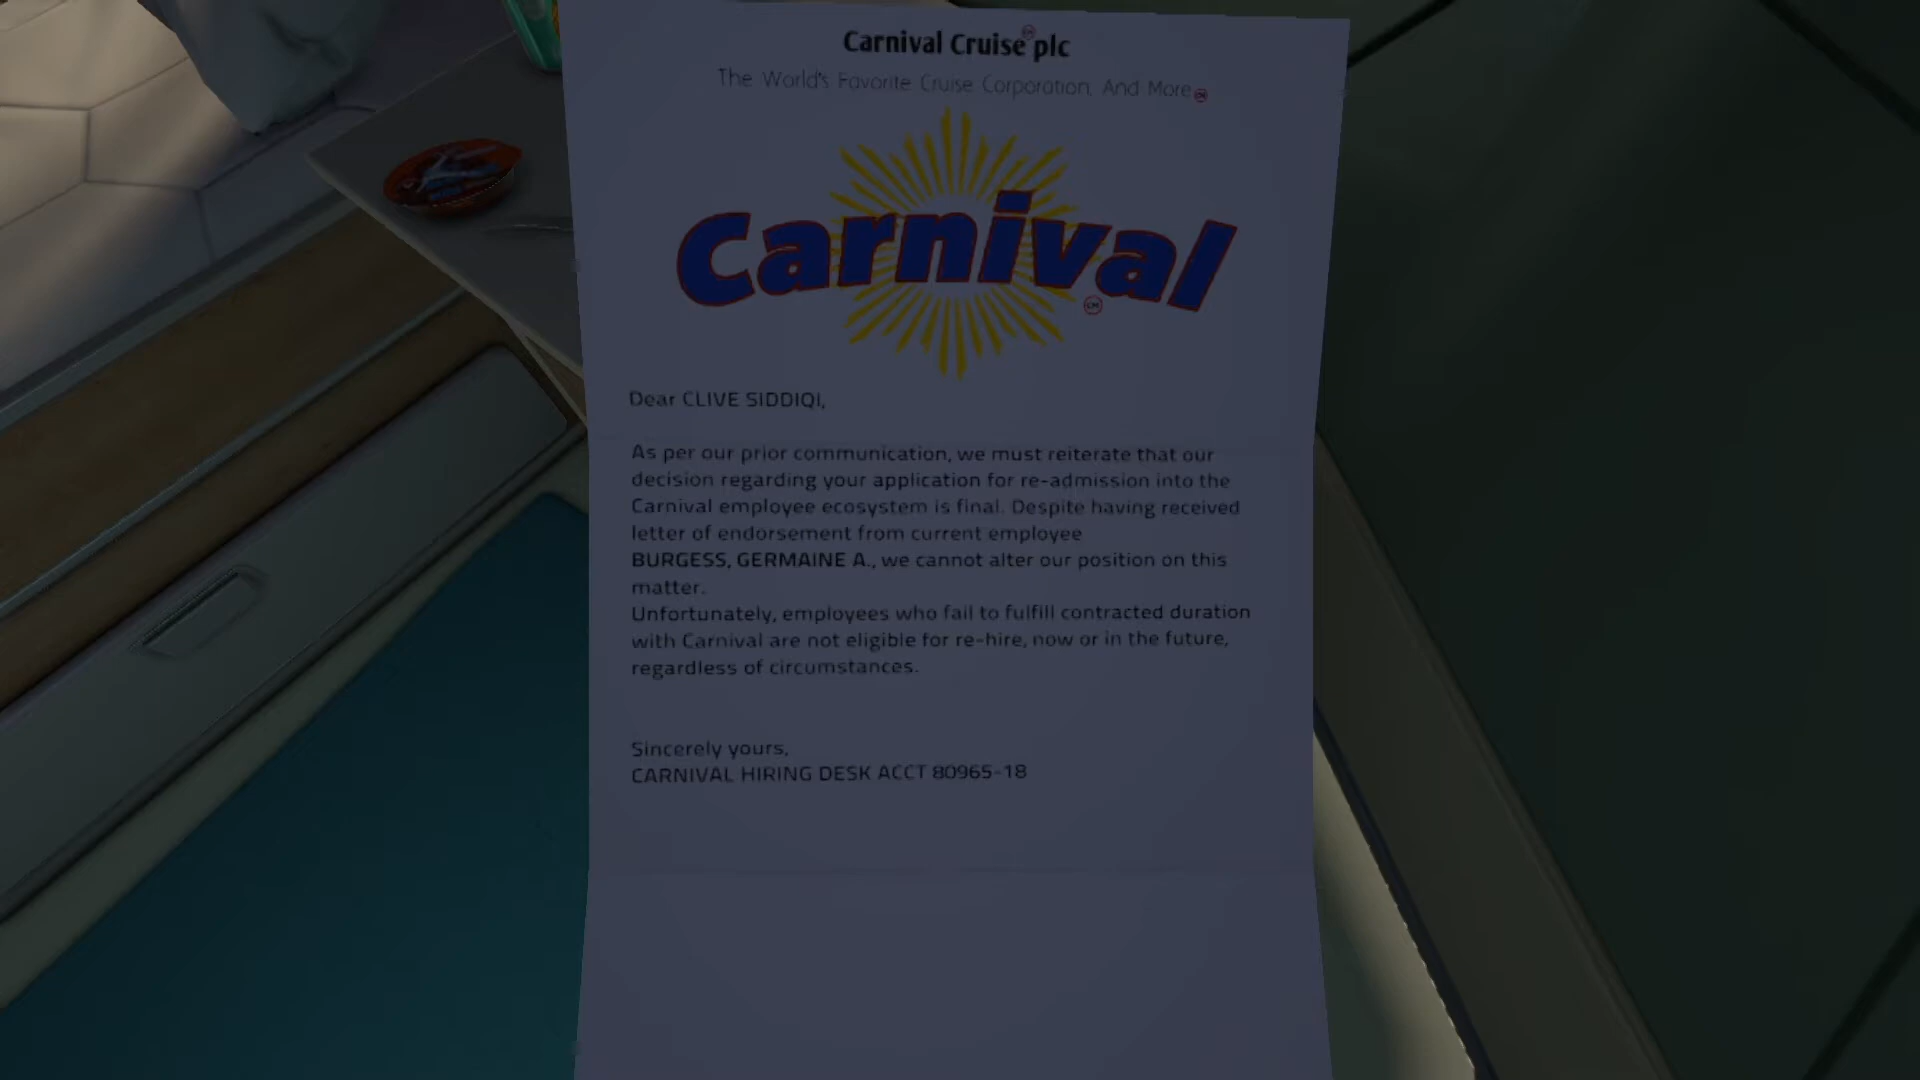 Carnival Cruise plc
The World's Favorite Cruise Corporation. And More
Carnival
CM
Dear CLIVE SIDDIQI,
As per our prior communication, we must reiterate that our
decision regarding your application for re-admission into the
Carnival employee ecosystem is final. Despite having received
letter of endorsement from current employee
BURGESS, GERMAINE A., we cannot alter our position on this
matter.
Unfortunately, employees who fail to fulfill contracted duration
with Carnival are not eligible for re-hire, now or in the future,
regardless of circumstances.
Sincerely yours,
CARNIVAL HIRING DESK ACCT 80965-18